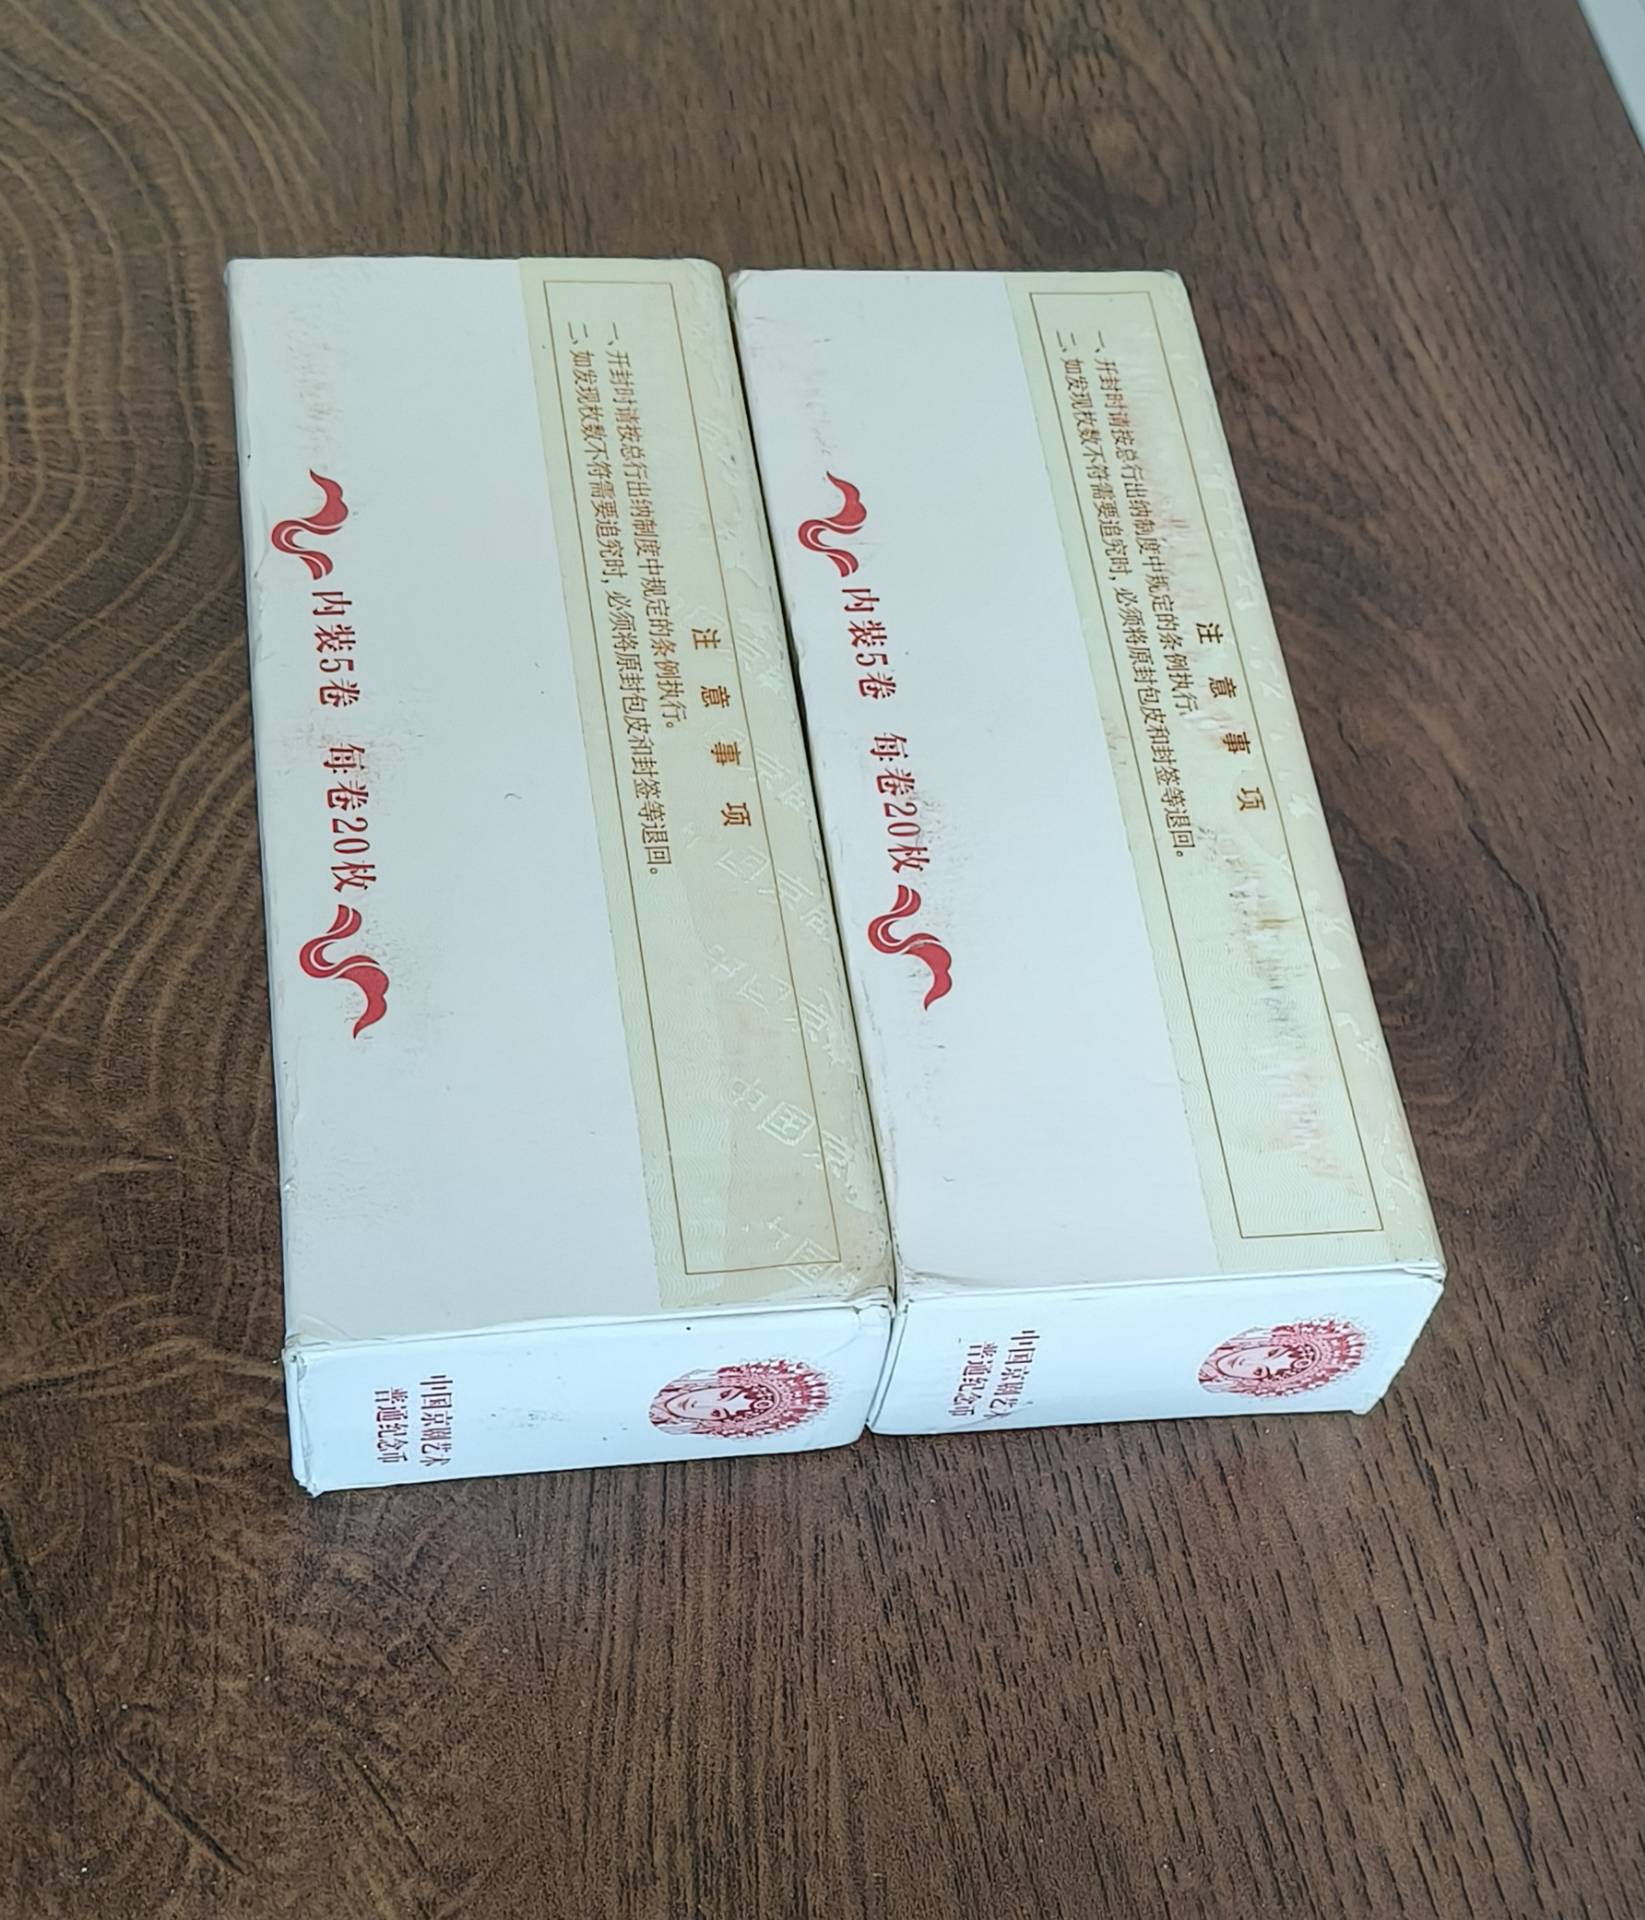 注意事项
一、开封时请按总行出纳制度中规定的条例执行。
二、如发现枚数不符需要追究时，必须将原封包皮和封签等退回。
内装5卷 每卷20枚
中国京剧艺术
普通纪念币
注意事项
一、开封时请按总行出纳制度中规定的条例执行。
二、如发现枚数不符需要追究时，必须将原封包皮和封签等退回。
内装5卷 每卷20枚
中国京剧艺术
普通纪念币